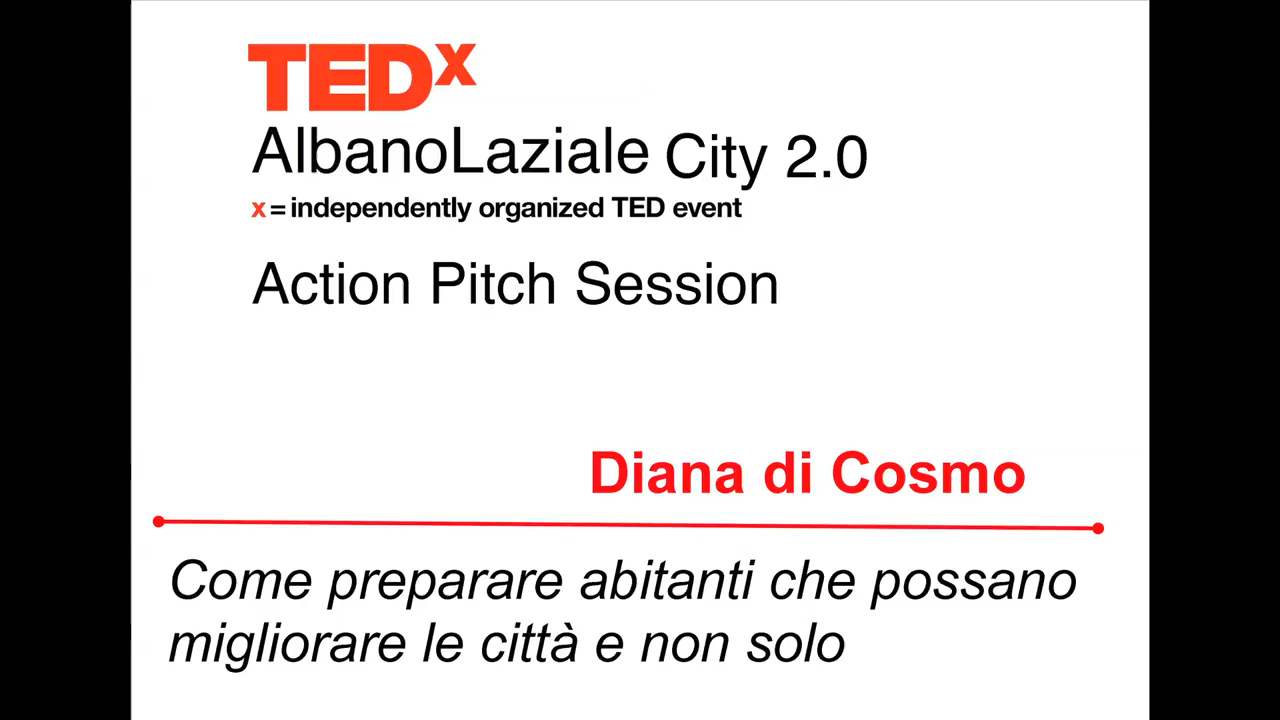 TEDx
AlbanoLaziale City 2.0
x = independently organized TED event
Action Pitch Session
Diana di Cosmo
Come preparare abitanti che possano
migliorare le città e non solo